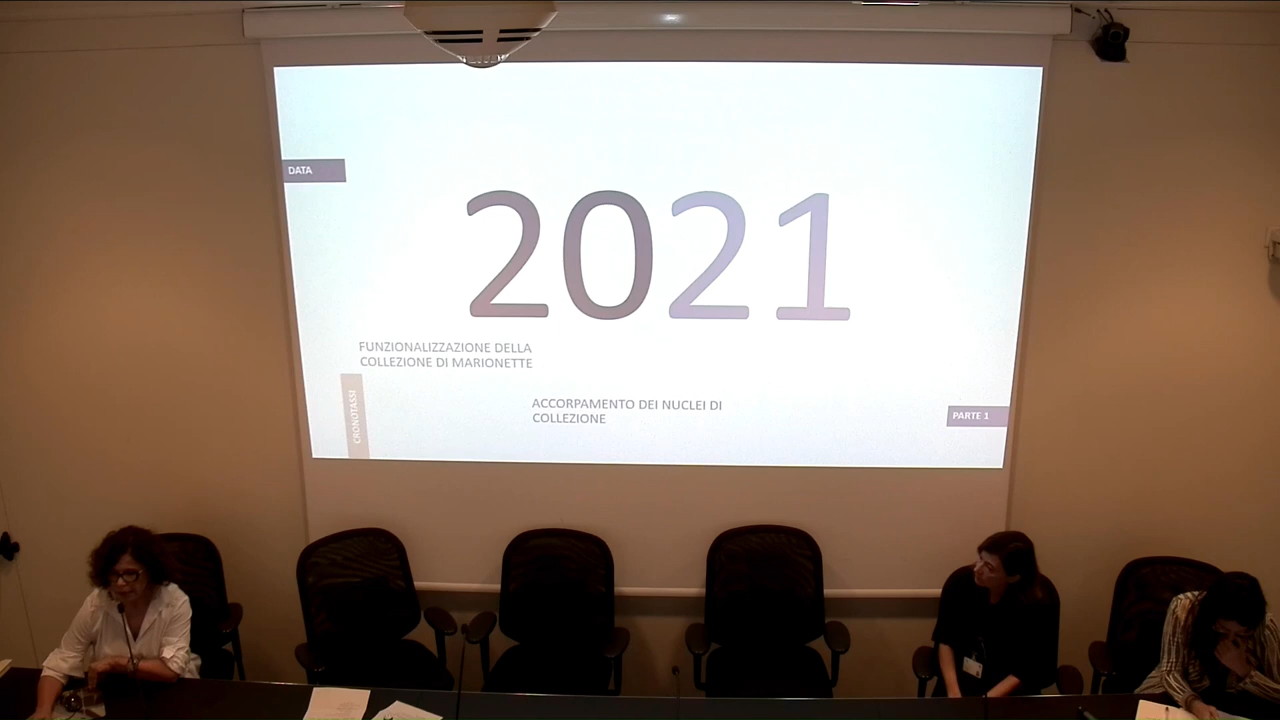 DATA
2021
FUNZIONALIZZAZIONE DELLA
COLLEZIONE DI MARIONETTE
ACCORPAMENTO DEI NUCLEI DI
COLLEZIONE
CRONOTASSI
PARTE 1